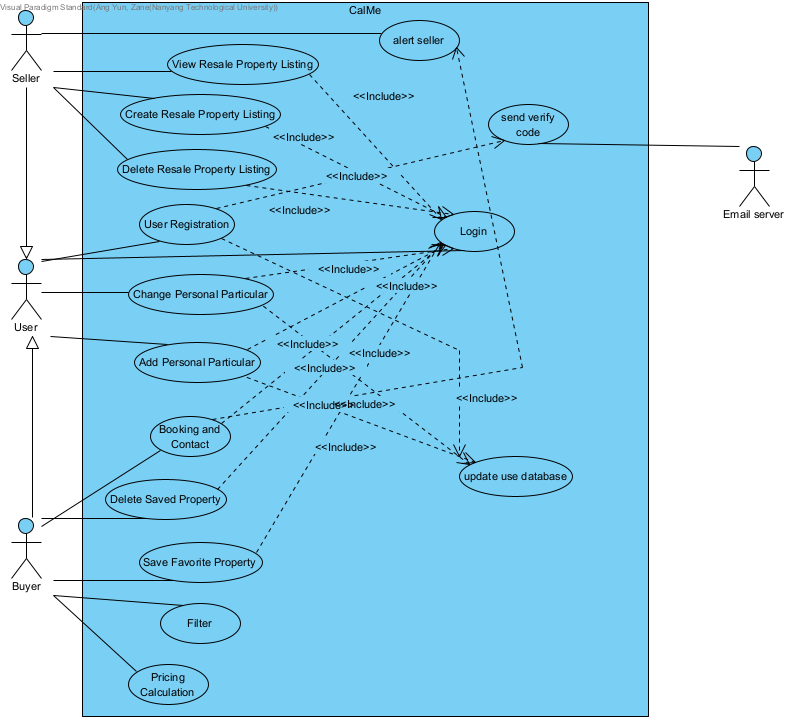 Visual Paradigm Standard(Ang Yun, Zane(Nanyang Technological University))
CalMe
alert seller
Seller
View Resale Property Listing
<<Include>>
Create Resale Property Listing
send verify
code
<<Include>>
Delete Resale Property Listing
<<Include>>
Email server
<<Include>>
User Registration
Login
<<Include>>
Change Personal Particular
<<Include>>
User
<<Include>>
<<Include>>
Add Personal Particular
<<Include>>
<<Include>>
<<Include>>
<<Include>>
Booking and
Contact
<<Include>>
update use database
Delete Saved Property
Save Favorite Property
Buyer
Filter
Pricing
Calculation